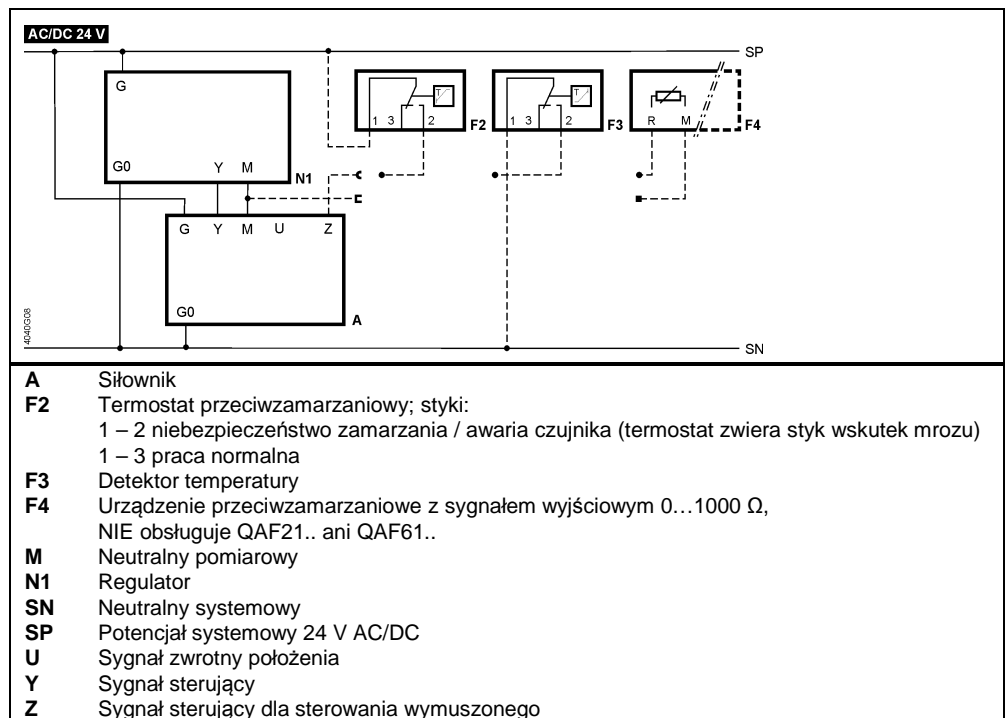 AC/DC 24 V
SP
G
G0 Y M
N1
1 3 2
F2
T
1 3 2
F3
T
R M
F4
G Y M U Z
G0
A
SN
4040G08
A Siłownik
F2 Termostat przeciwzamarzaniowy; styki:
1 – 2 niebezpieczeństwo zamarzania / awaria czujnika (termostat zwiera styk wskutek mrozu)
1 – 3 praca normalna
F3 Detektor temperatury
F4 Urządzenie przeciwzamarzaniowe z sygnałem wyjściowym 0…1000 Ω,
NIE obsługuje QAF21.. ani QAF61..
M Neutralny pomiarowy
N1 Regulator
SN Neutralny systemowy
SP Potencjał systemowy 24 V AC/DC
U Sygnał zwrotny położenia
Y Sygnał sterujący
Z Sygnał sterujący dla sterowania wymuszonego